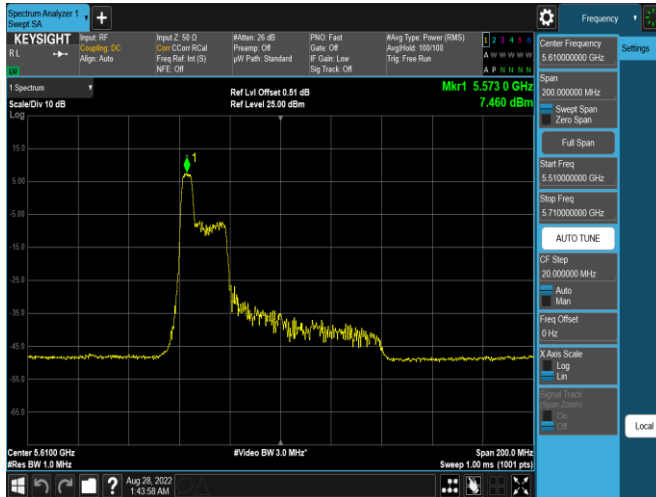 Spectrum Analyzer 1
Swept SA
+
Frequency
KEYSIGHT
R L
LU
Input: RF
Coupling: DC
Align: Auto
Input Z: 50 Ω
Corr CCorr RCal
Freq Ref: Int (S)
NFE: Off
#Atten: 26 dB
Preamp: Off
µW Path: Standard
PNO: Fast
Gate: Off
IF Gain: Low
Sig Track: Off
#Avg Type: Power (RMS)
Avg|Hold: 100/100
Trig: Free Run
1 2 3 4 5 6
A W W W W W
A P N N N N
1 Spectrum
Scale/Div 10 dB
Log
Ref Lvl Offset 0.51 dB
Ref Level 25.00 dBm
Mkr1 5.573 0 GHz
7.460 dBm
1
15.0
5.00
-5.00
-15.0
-25.0
-35.0
-45.0
-55.0
-65.0
Center 5.6100 GHz
#Res BW 1.0 MHz
#Video BW 3.0 MHz*
Span 200.0 MHz
Sweep 1.00 ms (1001 pts)
Aug 28, 2022
1:43:58 AM
?
Center Frequency
5.610000000 GHz
Settings
Span
200.000000 MHz
Swept Span
Zero Span
Full Span
Start Freq
5.510000000 GHz
Stop Freq
5.710000000 GHz
AUTO TUNE
CF Step
20.000000 MHz
Auto
Man
Freq Offset
0 Hz
X Axis Scale
Log
Lin
Signal Track
(Span Zoom)
On
Off
Local